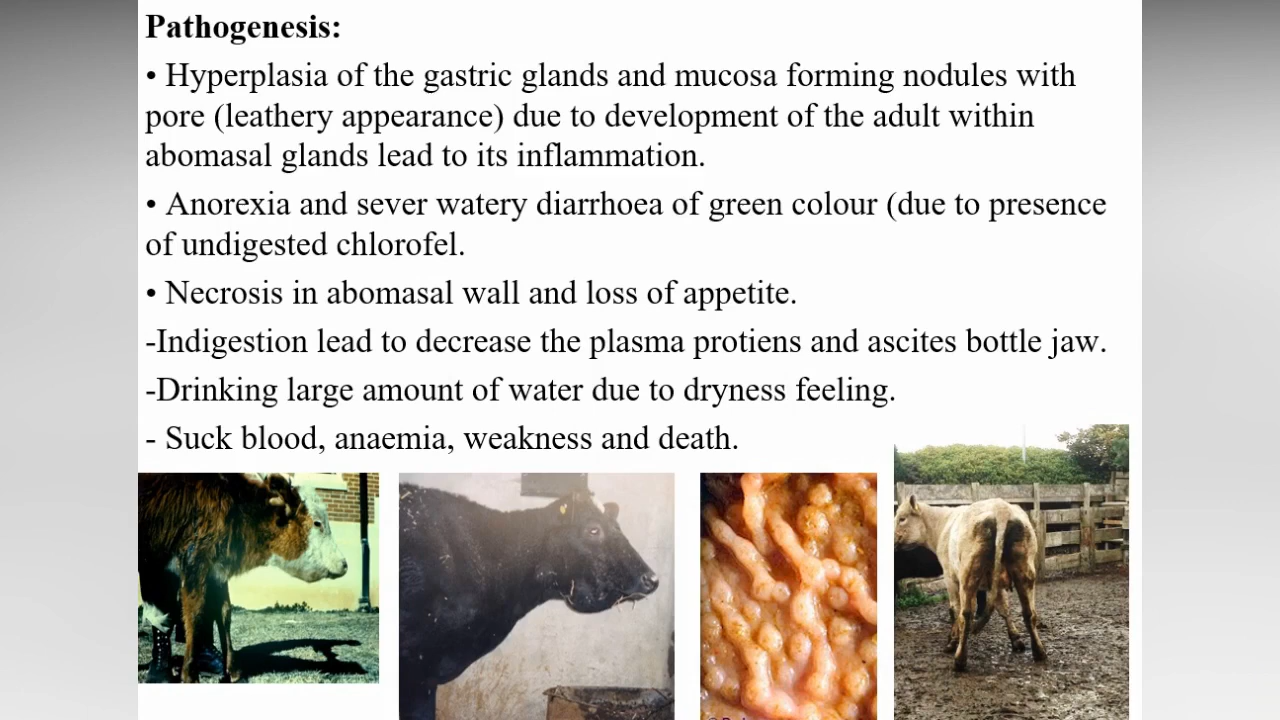 Pathogenesis:
• Hyperplasia of the gastric glands and mucosa forming nodules with
pore (leathery appearance) due to development of the adult within
abomasal glands lead to its inflammation.
• Anorexia and sever watery diarrhoea of green colour (due to presence
of undigested chlorofel.
• Necrosis in abomasal wall and loss of appetite.
-Indigestion lead to decrease the plasma protiens and ascites bottle jaw.
-Drinking large amount of water due to dryness feeling.
- Suck blood, anaemia, weakness and death.